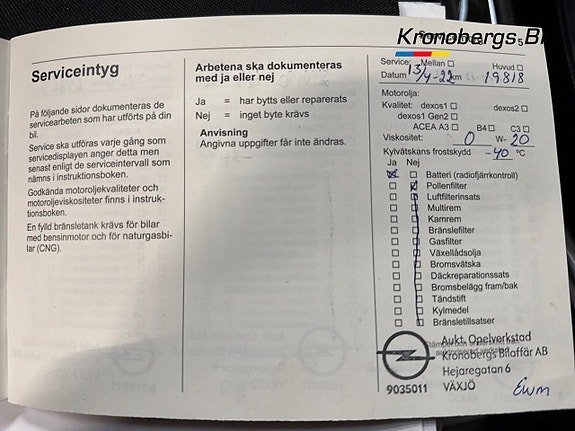 Kronobergs Bi
5
Serviceintyg
På följande sidor dokumenteras de
servicearbeten som har utförts på din
bil.
Service ska utföras varje gång som
servicedisplayen anger detta men
senast enligt de serviceintervall som
nämns i instruktionsboken.
Godkända motoroljekvaliteter och
motoroljeviskositeter finns i instruk-
tionsboken.
En fylld bränsletank krävs för bilar
med bensinmotor och för naturgasbi-
lar (CNG).
Arbetena ska dokumenteras
med ja eller nej
Ja = har bytts eller reparerats
Nej = inget byte krävs
Anvisning
Angivna uppgifter får inte ändras.
Service: Mellan Huvud
Datum 13/4-22 km 19818
Motorolja:
Kvalitet: dexos1 dexos2
dexos1 Gen2
ACEA A3 B4 C3
Viskositet: 0 W- 20
Kylvätskans frostskydd -40 °C
Ja Nej
Batteri (radiofjärrkontroll)
Pollenfilter
Luftfilterinsats
Multirem
Kamrem
Bränslefilter
Gasfilter
Växellådsolja
Bromsvätska
Däckreparationssats
Bromsbelägg fram/bak
Tändstift
Kylmedel
Bränsletillsatser
Aukt. Opelverkstad
Kronobergs Bilaffär AB
Hejaregatan 6
9035011 VÄXJÖ